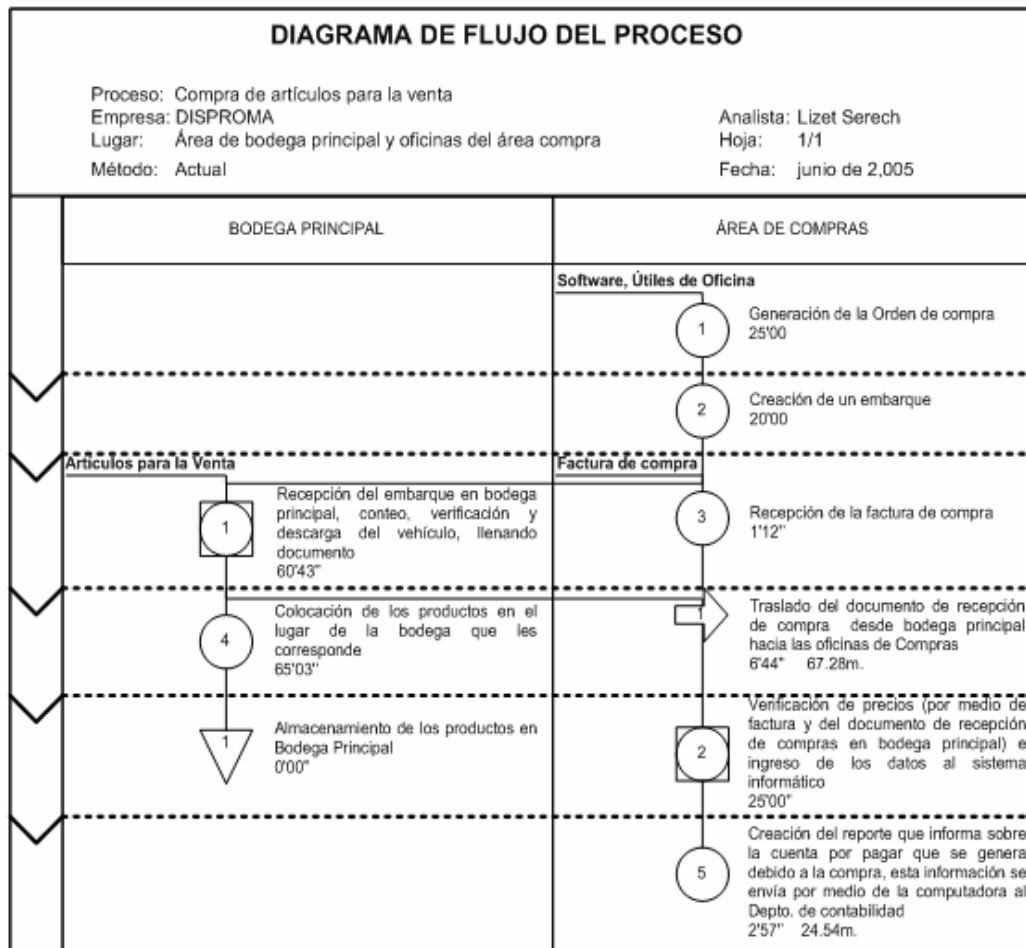 DIAGRAMA DE FLUJO DEL PROCESO
Proceso: Compra de artículos para la venta
Empresa: DISPROMA
Analista: Lizet Serech
Lugar: Área de bodega principal y oficinas del área compra
Hoja: 1/1
Método: Actual
Fecha: junio de 2,005
BODEGA PRINCIPAL
ÁREA DE COMPRAS
Software, Útiles de Oficina
1
Generación de la Orden de compra
25'00
2
Creación de un embarque
20'00
Artículos para la Venta
Factura de compra
1
Recepción del embarque en bodega
principal, conteo, verificación y
descarga del vehículo, llenando
documento
60'43"
3
Recepción de la factura de compra
1'12"
4
Colocación de los productos en el
lugar de la bodega que les
corresponde
65'03"
1
Traslado del documento de recepción
de compra desde bodega principal
hacia las oficinas de Compras
6'44" 67.28m.
1
Almacenamiento de los productos en
Bodega Principal
0'00"
2
Verificación de precios (por medio de
factura y del documento de recepción
de compras en bodega principal) e
ingreso de los datos al sistema
informático
25'00"
5
Creación del reporte que informa sobre
la cuenta por pagar que se genera
debido a la compra, esta información se
envía por medio de la computadora al
Depto. de contabilidad
2'57" 24.54m.